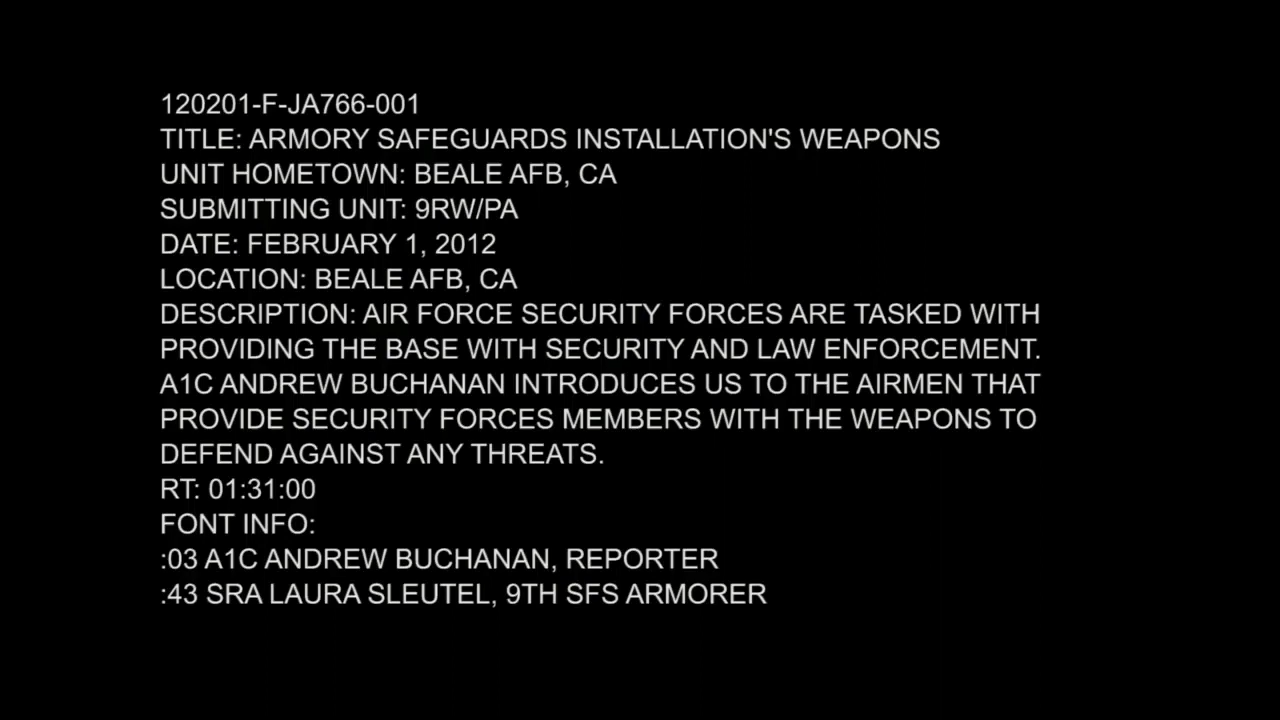 120201-F-JA766-001
TITLE: ARMORY SAFEGUARDS INSTALLATION'S WEAPONS
UNIT HOMETOWN: BEALE AFB, CA
SUBMITTING UNIT: 9RW/PA
DATE: FEBRUARY 1, 2012
LOCATION: BEALE AFB, CA
DESCRIPTION: AIR FORCE SECURITY FORCES ARE TASKED WITH
PROVIDING THE BASE WITH SECURITY AND LAW ENFORCEMENT.
A1C ANDREW BUCHANAN INTRODUCES US TO THE AIRMEN THAT
PROVIDE SECURITY FORCES MEMBERS WITH THE WEAPONS TO
DEFEND AGAINST ANY THREATS.
RT: 01:31:00
FONT INFO:
:03 A1C ANDREW BUCHANAN, REPORTER
:43 SRA LAURA SLEUTEL, 9TH SFS ARMORER